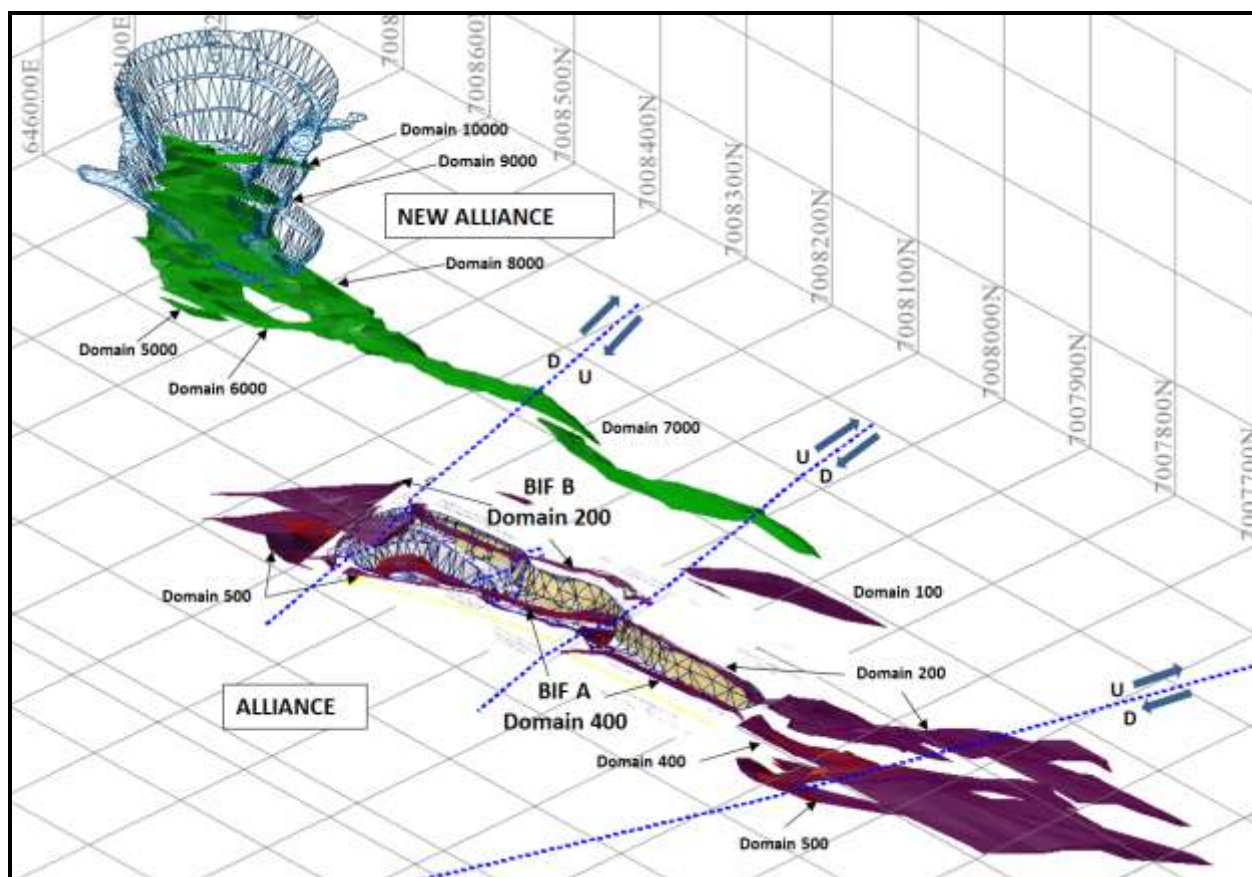 646000E
7008600N
7008500N
7008400N
7008300N
7008200N
7008100N
7008000N
7007900N
7007800N
7007700N
Domain 10000
Domain 9000
NEW ALLIANCE
Domain 8000
Domain 5000
Domain 6000
D
U
Domain 7000
U
D
BIF B
Domain 200
Domain 500
Domain 100
ALLIANCE
BIF A
Domain 400
Domain 200
U
D
Domain 400
Domain 500